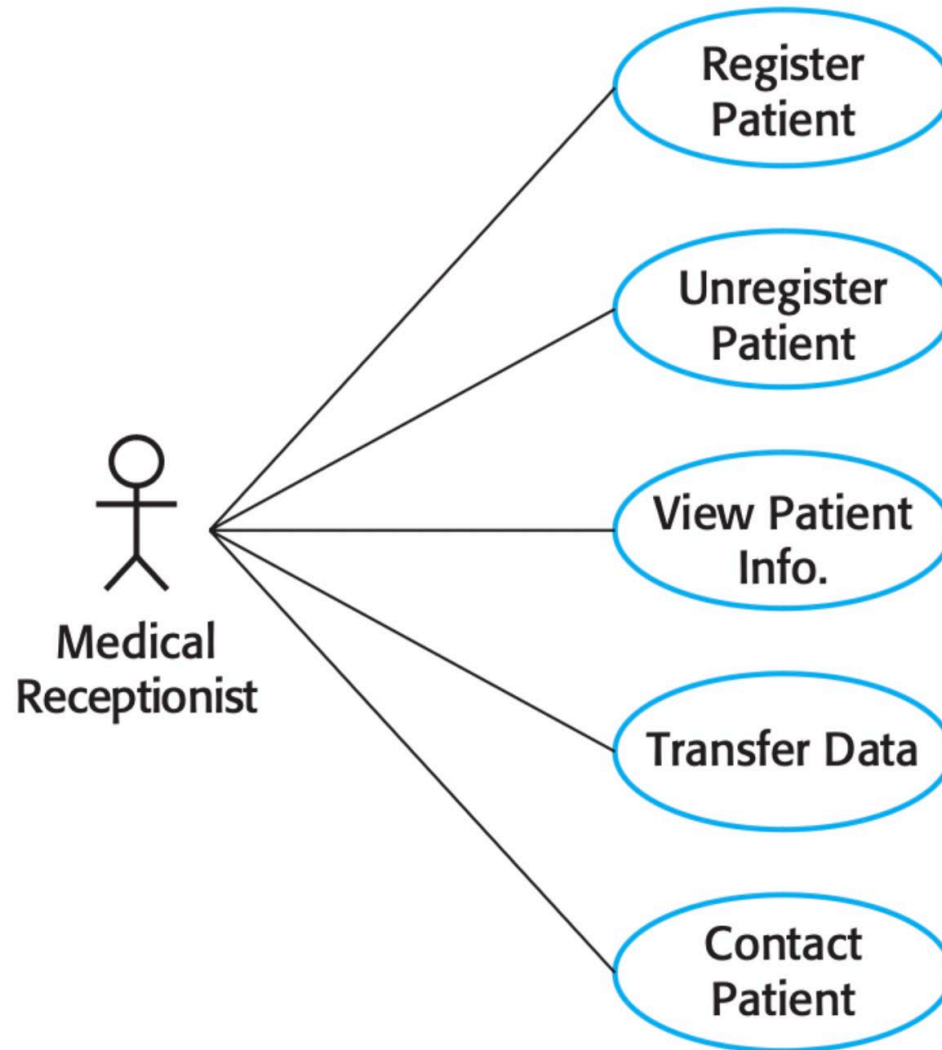 Register
Patient
Unregister
Patient
View Patient
Info.
Medical
Receptionist
Transfer Data
Contact
Patient